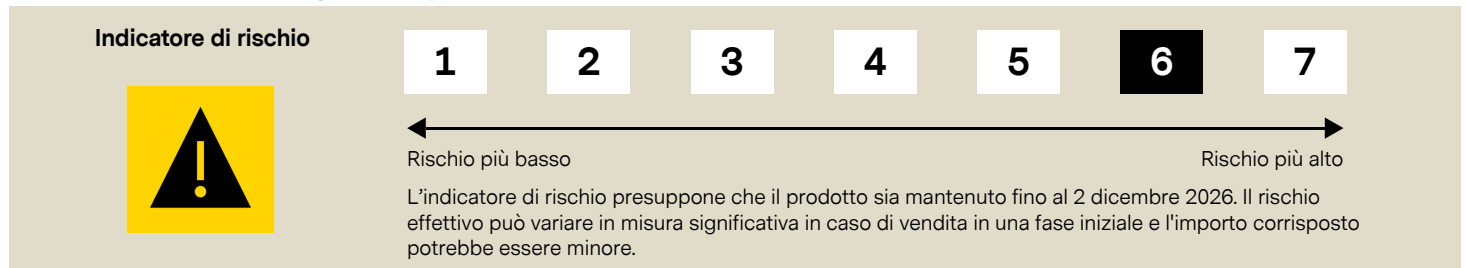 Indicatore di rischio
1 2 3 4 5 6 7
Rischio più basso Rischio più alto
L'indicatore di rischio presuppone che il prodotto sia mantenuto fino al 2 dicembre 2026. Il rischio
effettivo può variare in misura significativa in caso di vendita in una fase iniziale e l'importo corrisposto
potrebbe essere minore.